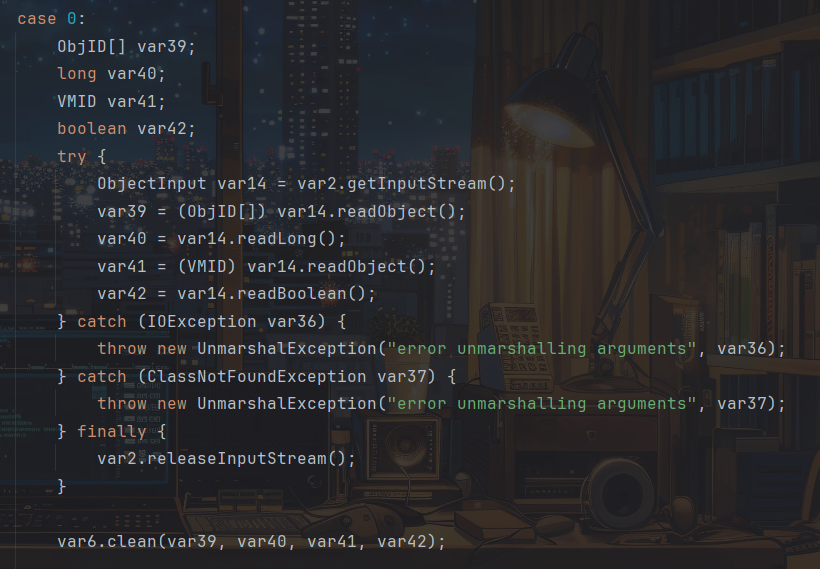 case 0:
    ObjID[] var39;
    long var40;
    VMID var41;
    boolean var42;
    try {
        ObjectInput var14 = var2.getInputStream();
        var39 = (ObjID[]) var14.readObject();
        var40 = var14.readLong();
        var41 = (VMID) var14.readObject();
        var42 = var14.readBoolean();
    } catch (IOException var36) {
        throw new UnmarshalException("error unmarshalling arguments", var36);
    } catch (ClassNotFoundException var37) {
        throw new UnmarshalException("error unmarshalling arguments", var37);
    } finally {
        var2.releaseInputStream();
    }

    var6.clean(var39, var40, var41, var42);